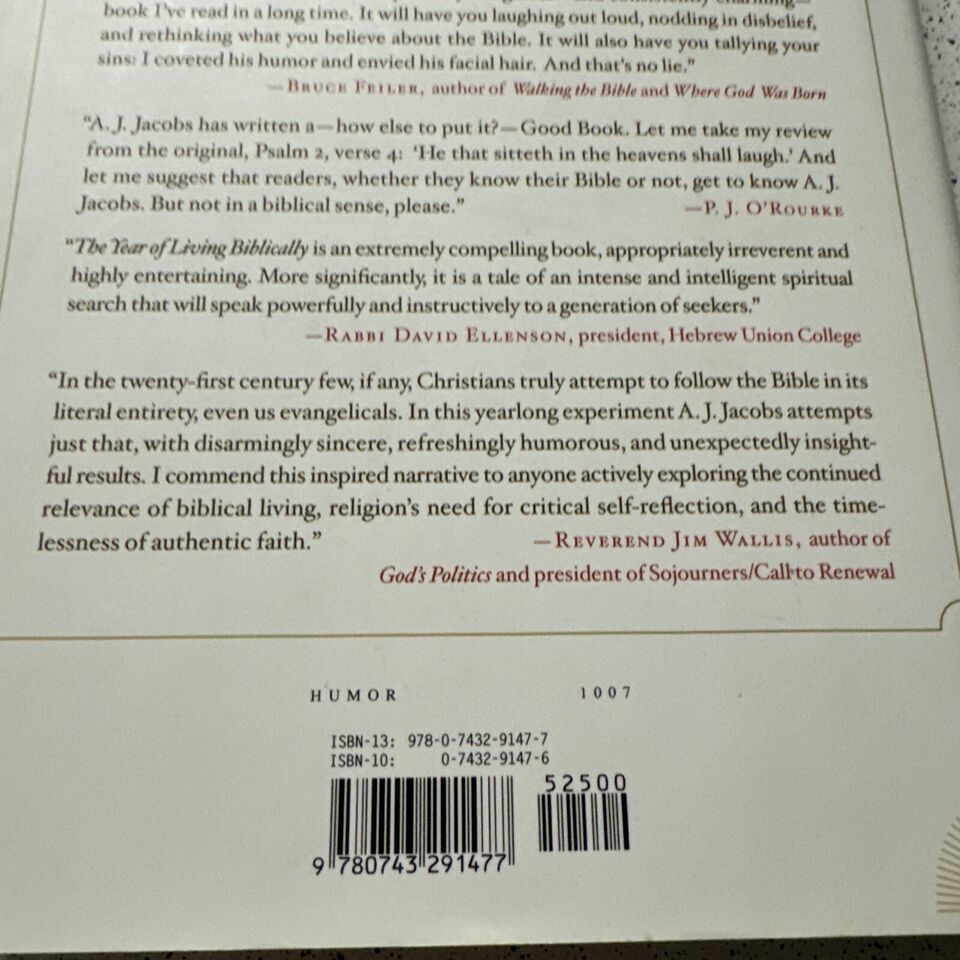 book I've read in a long time. It will have you laughing out loud, nodding in disbelief,
and rethinking what you believe about the Bible. It will also have you tallying your
sins: I coveted his humor and envied his facial hair. And that's no lie."
—BRUCE FEILER, author of Walking the Bible and Where God Was Born
"A. J. Jacobs has written a—how else to put it?—Good Book. Let me take my review
from the original, Psalm 2, verse 4: 'He that sitteth in the heavens shall laugh.' And
let me suggest that readers, whether they know their Bible or not, get to know A. J.
Jacobs. But not in a biblical sense, please." —P. J. O'ROURKE
"The Year of Living Biblically is an extremely compelling book, appropriately irreverent and
highly entertaining. More significantly, it is a tale of an intense and intelligent spiritual
search that will speak powerfully and instructively to a generation of seekers."
—RABBI DAVID ELLENSON, president, Hebrew Union College
"In the twenty-first century few, if any, Christians truly attempt to follow the Bible in its
literal entirety, even us evangelicals. In this yearlong experiment A. J. Jacobs attempts
just that, with disarmingly sincere, refreshingly humorous, and unexpectedly insight-
ful results. I commend this inspired narrative to anyone actively exploring the continued
relevance of biblical living, religion's need for critical self-reflection, and the time-
lessness of authentic faith." —REVEREND JIM WALLIS, author of
God's Politics and president of Sojourners/Call to Renewal
HUMOR 1007
ISBN-13: 978-0-7432-9147-7
ISBN-10: 0-7432-9147-6
52500
9 780743 291477